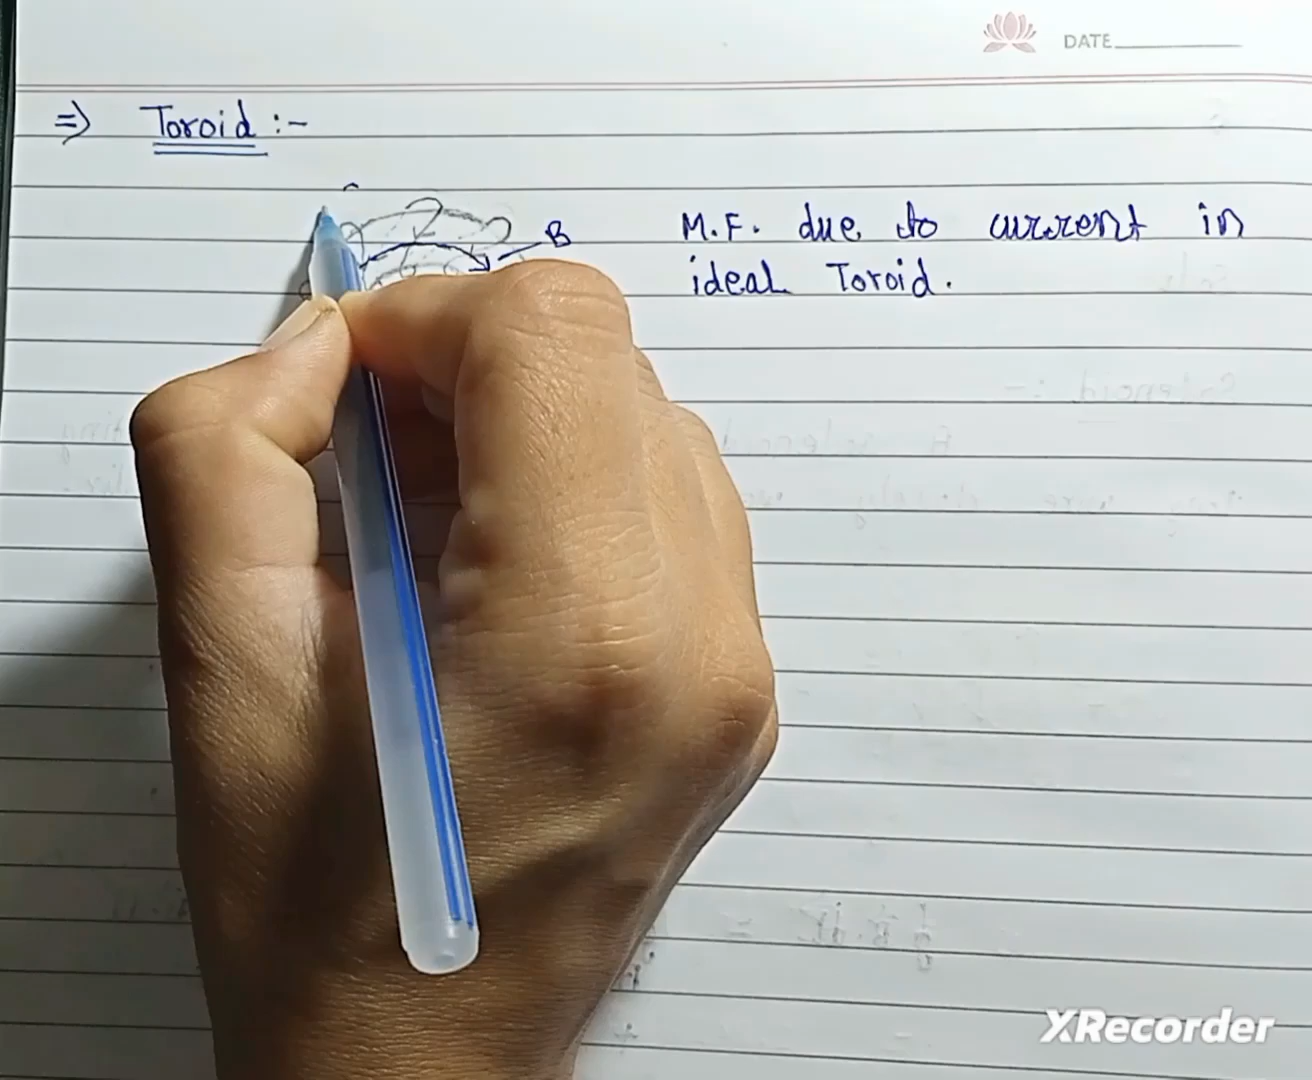 DATE
⇒ Toroid :-
B
M.F. due to current in
ideal Toroid.
XRecorder